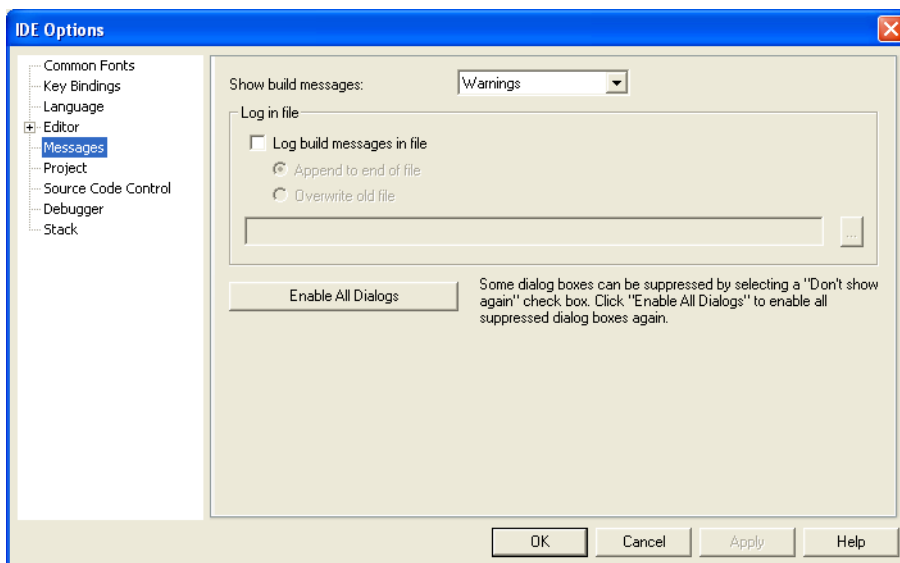 IDE Options
Common Fonts
Key Bindings
Language
Editor
Messages
Project
Source Code Control
Debugger
Stack
Show build messages:
Warnings
Log in file
Log build messages in file
Append to end of file
Overwrite old file
...
Enable All Dialogs
Some dialog boxes can be suppressed by selecting a "Don't show
again" check box. Click "Enable All Dialogs" to enable all
suppressed dialog boxes again.
OK
Cancel
Apply
Help